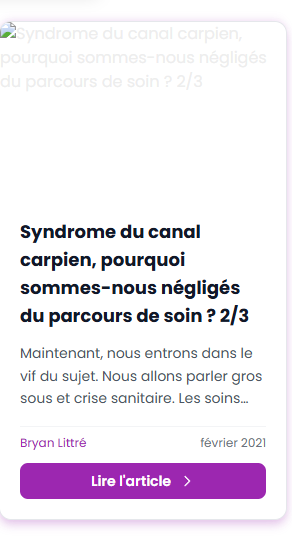 Syndrome du canal carpien,
pourquoi sommes-nous négligés
du parcours de soin ? 2/3
Syndrome du canal
carpien, pourquoi
sommes-nous négligés
du parcours de soin ? 2/3
Maintenant, nous entrons dans le
vif du sujet. Nous allons parler gros
sous et crise sanitaire. Les soins...
Bryan Littré
février 2021
Lire l'article